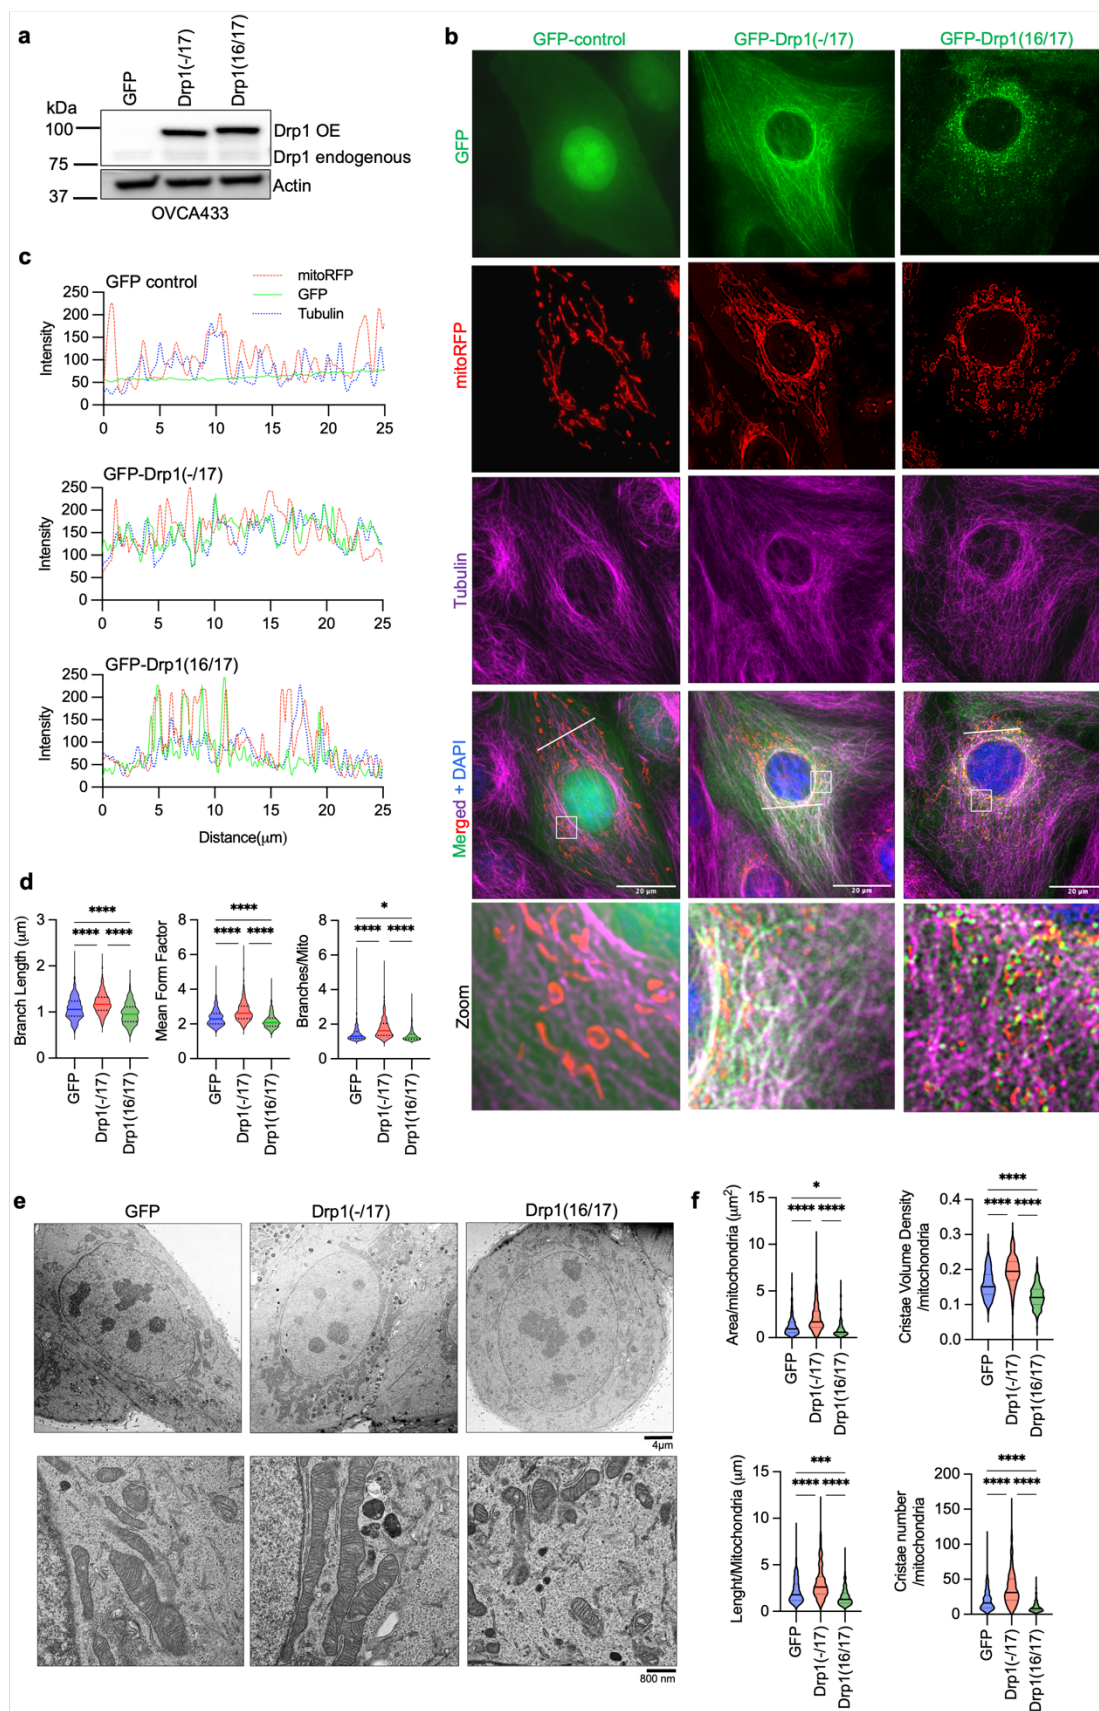 a
GFP
Drp1(-/17)
Drp1(16/17)
kDa
100
75
37
Drp1 OE
Drp1 endogenous
Actin
OVCA433
b
GFP-control
GFP-Drp1(-/17)
GFP-Drp1(16/17)
GFP
mitoRFP
Tubulin
Merged + DAPI
20 µm
20 µm
20 µm
Zoom
c
GFP control
mitoRFP
GFP
Tubulin
Intensity
250
200
150
100
50
0
0 5 10 15 20 25
GFP-Drp1(-/17)
Intensity
250
200
150
100
50
0
0 5 10 15 20 25
GFP-Drp1(16/17)
Intensity
250
200
150
100
50
0
0 5 10 15 20 25
Distance(µm)
d
Branch Length (µm)
3
2
1
0
****
**** ****
GFP
Drp1(-/17)
Drp1(16/17)
Mean Form Factor
8
6
4
2
0
****
**** ****
GFP
Drp1(-/17)
Drp1(16/17)
Branches/Mito
8
6
4
2
0
*
**** ****
GFP
Drp1(-/17)
Drp1(16/17)
e
GFP
Drp1(-/17)
Drp1(16/17)
4µm
800 nm
f
Area/mitochondria (µm²)
15
10
5
0
*
**** ****
GFP
Drp1(-/17)
Drp1(16/17)
Cristae Volume Density
/mitochondria
0.4
0.3
0.2
0.1
0.0
****
**** ****
GFP
Drp1(-/17)
Drp1(16/17)
Lenght/Mitochondria (µm)
15
10
5
0
***
**** ****
GFP
Drp1(-/17)
Drp1(16/17)
Cristae number
/mitochondria
200
150
100
50
0
****
**** ****
GFP
Drp1(-/17)
Drp1(16/17)